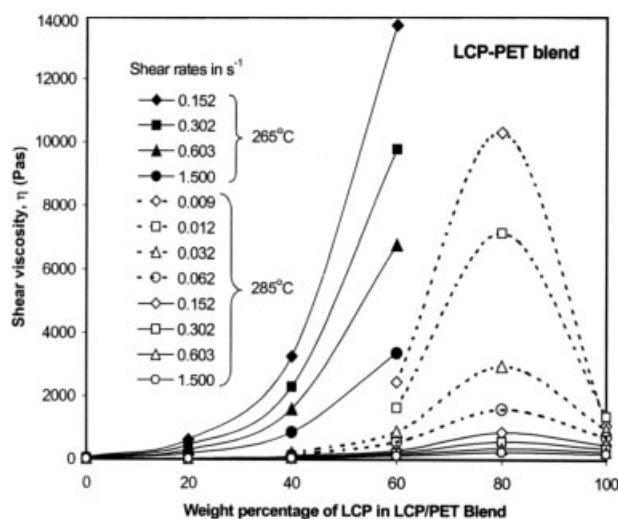 LCP-PET blend
Shear rates in s⁻¹
0.152
0.302
0.603
1.500
265°C
0.009
0.012
0.032
0.062
0.152
0.302
0.603
1.500
285°C
Shear viscosity, η (Pas)
14000
12000
10000
8000
6000
4000
2000
0
0 20 40 60 80 100
Weight percentage of LCP in LCP/PET Blend